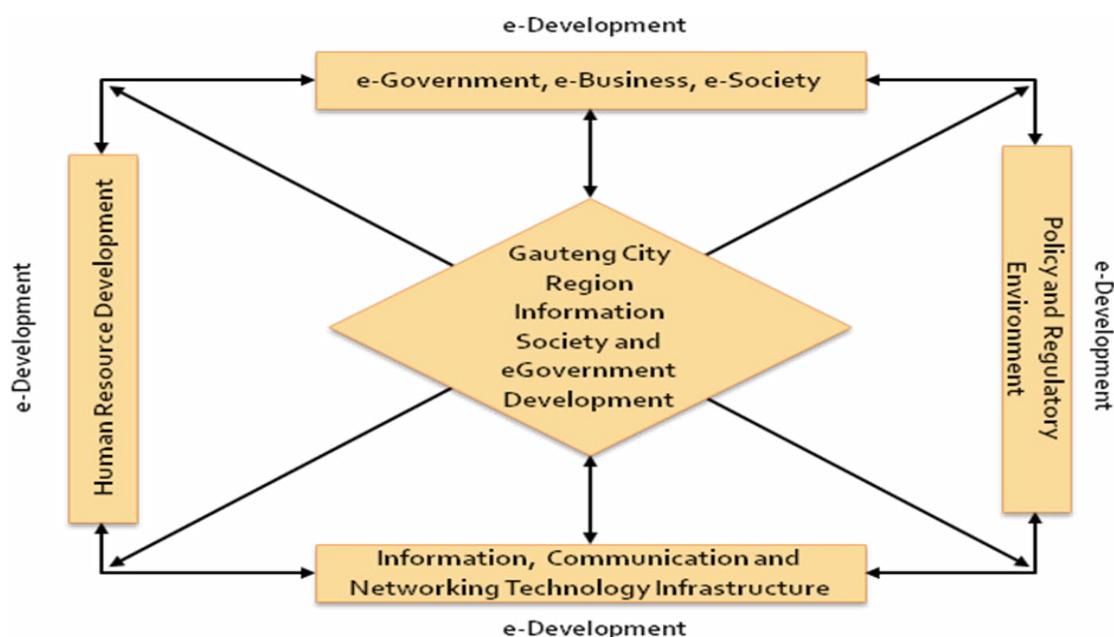 e-Development
e-Government, e-Business, e-Society
Human Resource Development
e-Development
Gauteng City
Region
Information
Society and
eGovernment
Development
Policy and Regulatory
Environment
e-Development
Information, Communication and
Networking Technology Infrastructure
e-Development